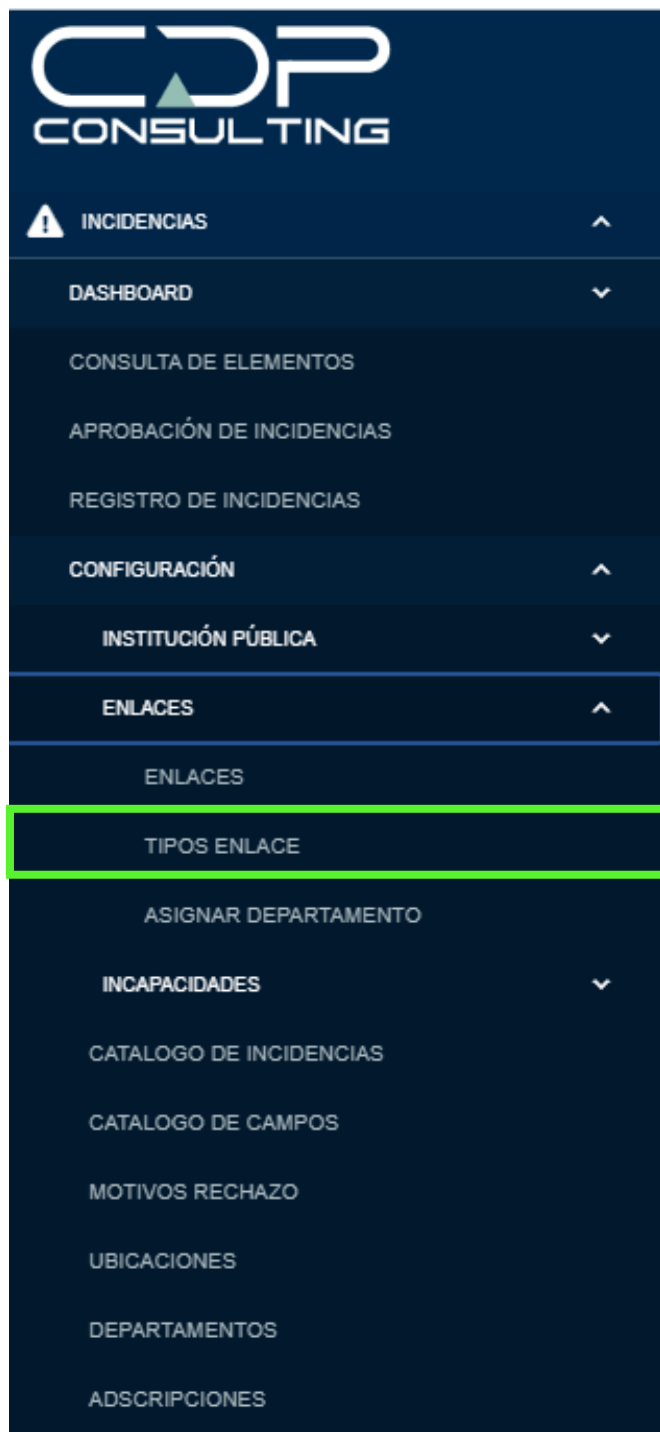 CDP
CONSULTING
INCIDENCIAS
DASHBOARD
CONSULTA DE ELEMENTOS
APROBACIÓN DE INCIDENCIAS
REGISTRO DE INCIDENCIAS
CONFIGURACIÓN
INSTITUCIÓN PÚBLICA
ENLACES
ENLACES
TIPOS ENLACE
ASIGNAR DEPARTAMENTO
INCAPACIDADES
CATALOGO DE INCIDENCIAS
CATALOGO DE CAMPOS
MOTIVOS RECHAZO
UBICACIONES
DEPARTAMENTOS
ADSCRIPCIONES